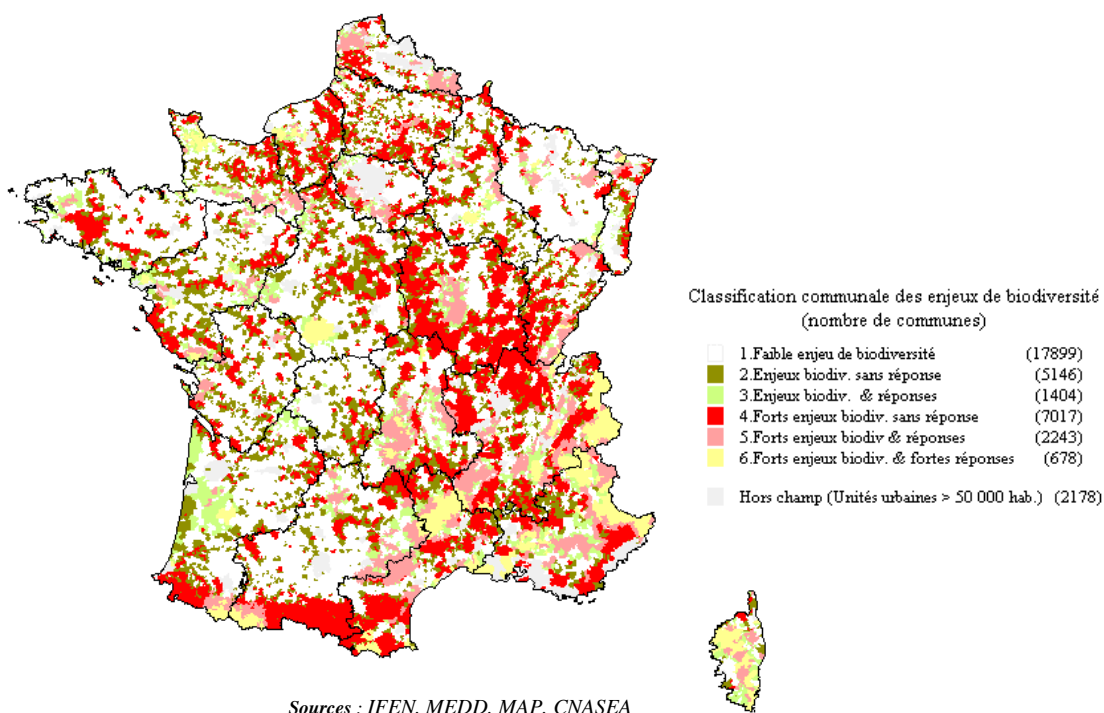 Classification communale des enjeux de biodiversité
(nombre de communes)
1.Faible enjeu de biodiversité (17899)
2.Enjeux biodiv. sans réponse (5146)
3.Enjeux biodiv. & réponses (1404)
4.Forts enjeux biodiv. sans réponse (7017)
5.Forts enjeux biodiv & réponses (2243)
6.Forts enjeux biodiv. & fortes réponses (678)
Hors champ (Unités urbaines > 50 000 hab.) (2178)
Sources : IFEN, MEDD, MAP, CNASEA